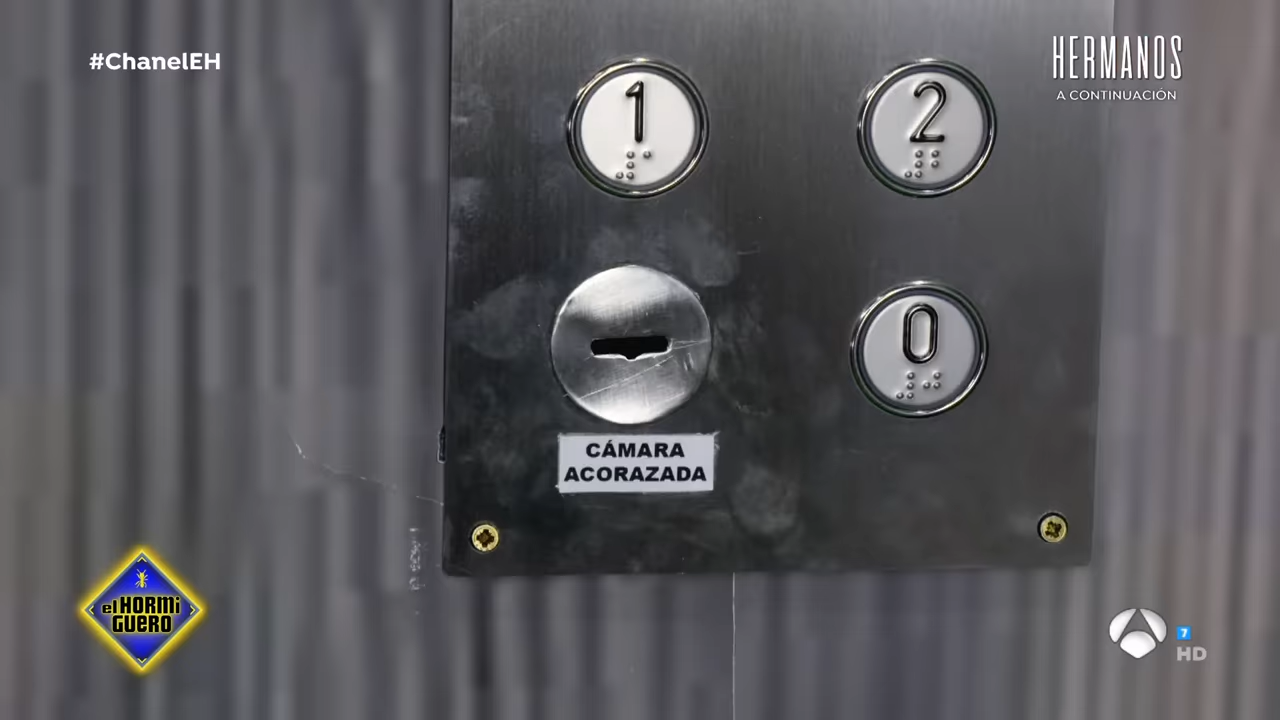 #ChanelEH
HERMANOS
A CONTINUACIÓN
1
2
0
CÁMARA
ACORAZADA
el HORMI
GUERO
7
HD